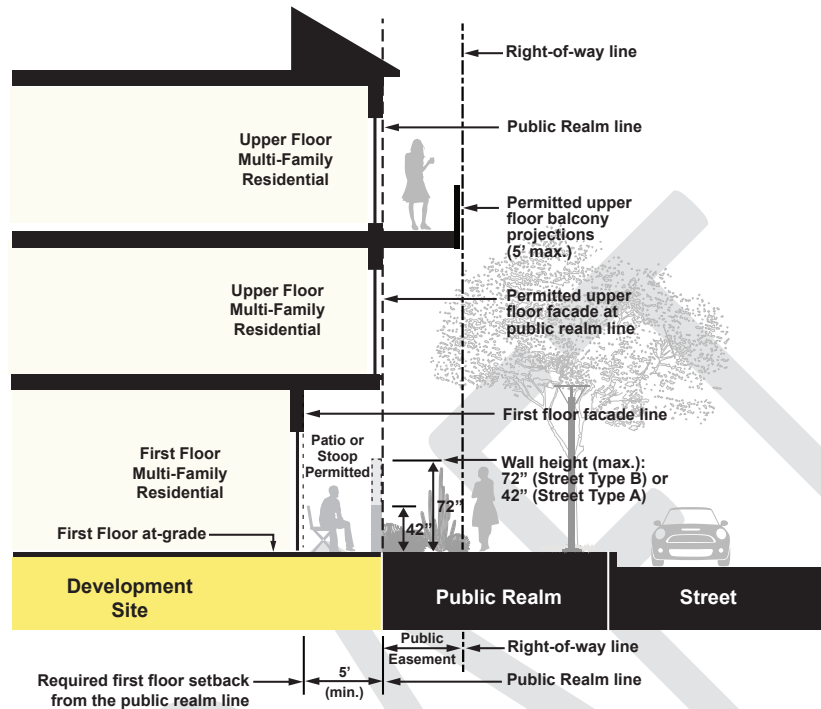 Right-of-way line
Public Realm line
Upper Floor
Multi-Family
Residential
Permitted upper
floor balcony
projections
(5’ max.)
Upper Floor
Multi-Family
Residential
Permitted upper
floor facade at
public realm line
First floor facade line
First Floor
Multi-Family
Residential
Patio or
Stoop
Permitted
Wall height (max.):
72” (Street Type B) or
42” (Street Type A)
72”
42”
First Floor at-grade
Development
Site
Public Realm
Street
Public
Easement
Right-of-way line
Required first floor setback
from the public realm line
5’
(min.)
Public Realm line